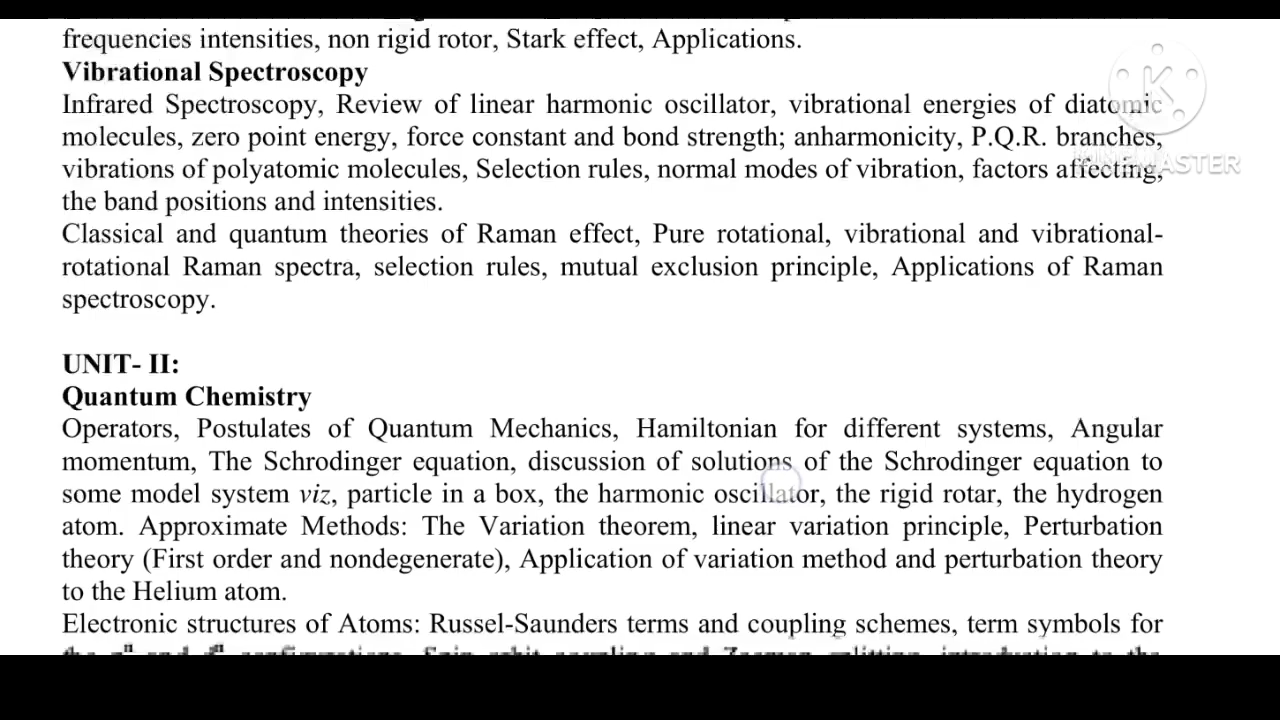 frequencies intensities, non rigid rotor, Stark effect, Applications.
Vibrational Spectroscopy
Infrared Spectroscopy, Review of linear harmonic oscillator, vibrational energies of diatomic
molecules, zero point energy, force constant and bond strength; anharmonicity, P.Q.R. branches,
vibrations of polyatomic molecules, Selection rules, normal modes of vibration, factors affecting,
the band positions and intensities.
Classical and quantum theories of Raman effect, Pure rotational, vibrational and vibrational-
rotational Raman spectra, selection rules, mutual exclusion principle, Applications of Raman
spectroscopy.
UNIT- II:
Quantum Chemistry
Operators, Postulates of Quantum Mechanics, Hamiltonian for different systems, Angular
momentum, The Schrodinger equation, discussion of solutions of the Schrodinger equation to
some model system viz, particle in a box, the harmonic oscillator, the rigid rotar, the hydrogen
atom. Approximate Methods: The Variation theorem, linear variation principle, Perturbation
theory (First order and nondegenerate), Application of variation method and perturbation theory
to the Helium atom.
Electronic structures of Atoms: Russel-Saunders terms and coupling schemes, term symbols for
K
KINEMASTER